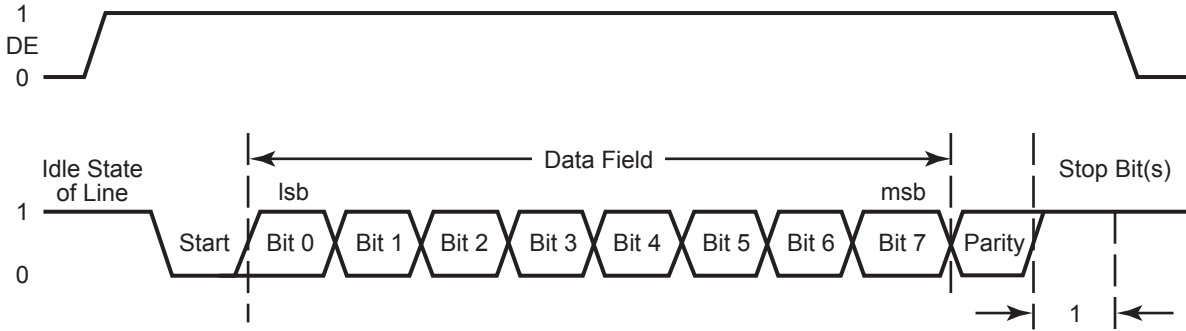 1
DE
0
Idle State
of Line
Data Field
Stop Bit(s)
lsb
msb
1
Start
Bit 0
Bit 1
Bit 2
Bit 3
Bit 4
Bit 5
Bit 6
Bit 7
Parity
0
1